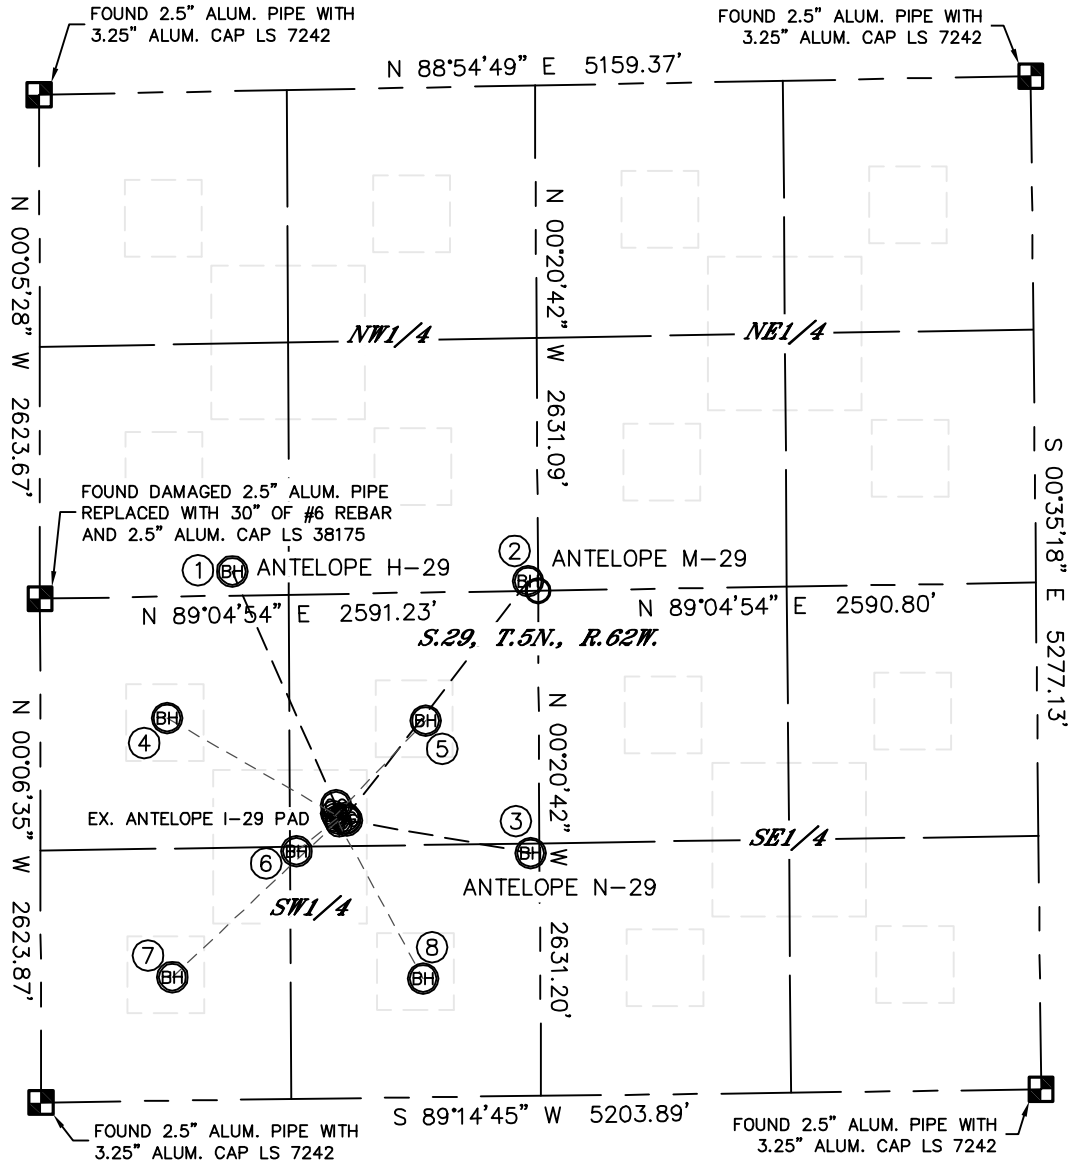 FOUND 2.5" ALUM. PIPE WITH
3.25" ALUM. CAP LS 7242
FOUND 2.5" ALUM. PIPE WITH
3.25" ALUM. CAP LS 7242
N 88°54'49" E 5159.37'
N 00°05'28" W 2623.67'
N 00°20'42" W 2631.09'
NW1/4
NE1/4
S 00°35'18" E 5277.13'
FOUND DAMAGED 2.5" ALUM. PIPE
REPLACED WITH 30" OF #6 REBAR
AND 2.5" ALUM. CAP LS 38175
1
BH
ANTELOPE H-29
2
BH
ANTELOPE M-29
N 89°04'54" E 2591.23'
N 89°04'54" E 2590.80'
S.29, T.5N., R.62W.
N 00°06'35" W 2623.87'
N 00°20'42" W 2631.20'
BH
4
BH
5
EX. ANTELOPE I-29 PAD
3
BH
ANTELOPE N-29
SE1/4
6
BH
SW1/4
7
BH
8
BH
S 89°14'45" W 5203.89'
FOUND 2.5" ALUM. PIPE WITH
3.25" ALUM. CAP LS 7242
FOUND 2.5" ALUM. PIPE WITH
3.25" ALUM. CAP LS 7242